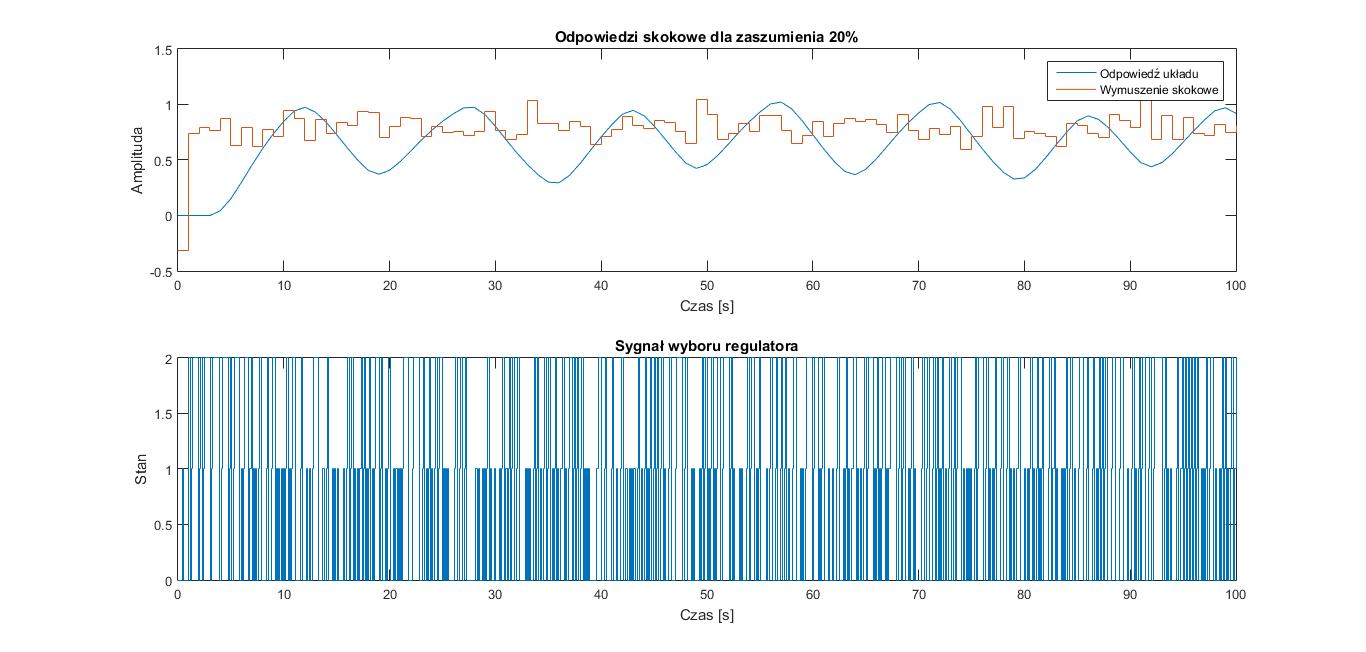 Odpowiedzi skokowe dla zaszumienia 20%
1.5
1
0.5
0
-0.5
Amplituda
Odpowiedź układu
Wymuszenie skokowe
0 10 20 30 40 50 60 70 80 90 100
Czas [s]
Sygnał wyboru regulatora
2
1.5
1
0.5
0
Stan
0 10 20 30 40 50 60 70 80 90 100
Czas [s]